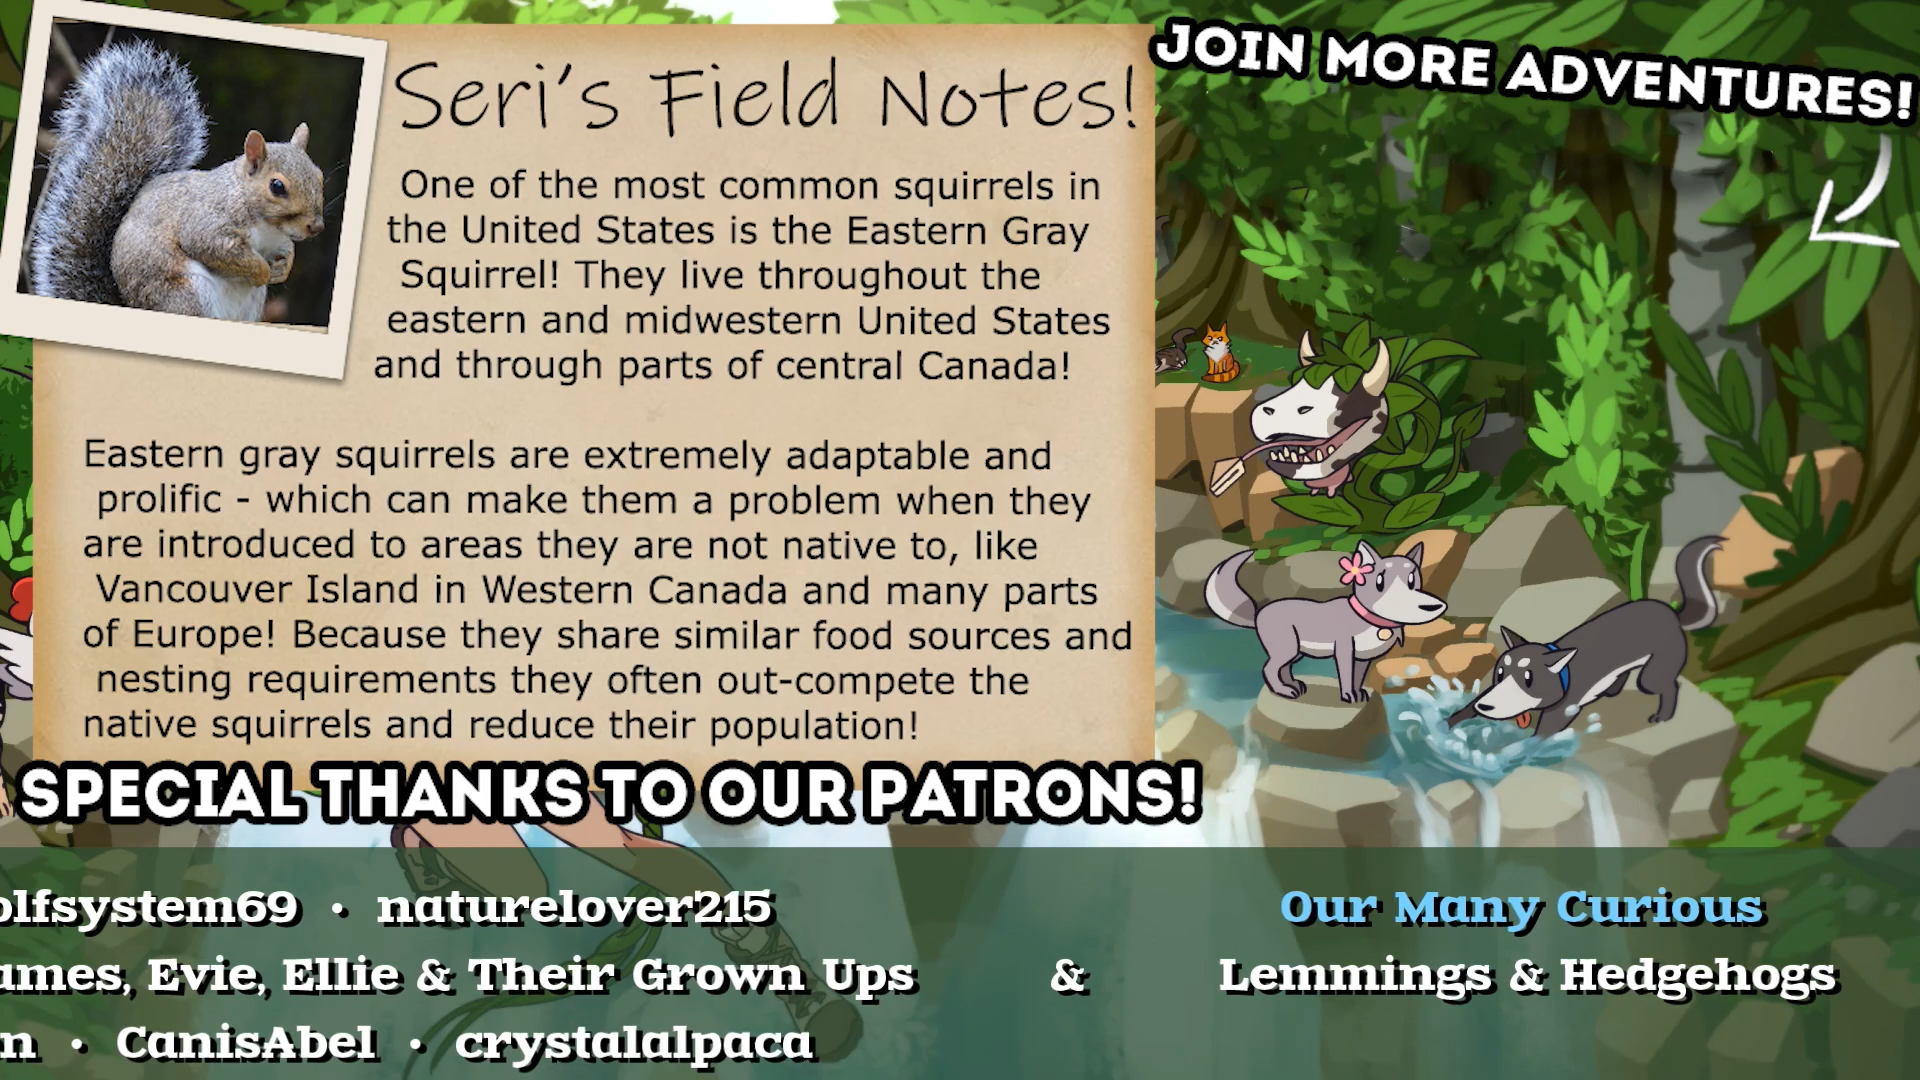 Seri's Field Notes!
JOIN MORE ADVENTURES!
One of the most common squirrels in
the United States is the Eastern Gray
Squirrel! They live throughout the
eastern and midwestern United States
and through parts of central Canada!
Eastern gray squirrels are extremely adaptable and
prolific - which can make them a problem when they
are introduced to areas they are not native to, like
Vancouver Island in Western Canada and many parts
of Europe! Because they share similar food sources and
nesting requirements they often out-compete the
native squirrels and reduce their population!
SPECIAL THANKS TO OUR PATRONS!
olfsystem69 • naturelover215
ames, Evie, Ellie & Their Grown Ups
n • CanisAbel • crystalalpaca
&
Our Many Curious
Lemmings & Hedgehogs